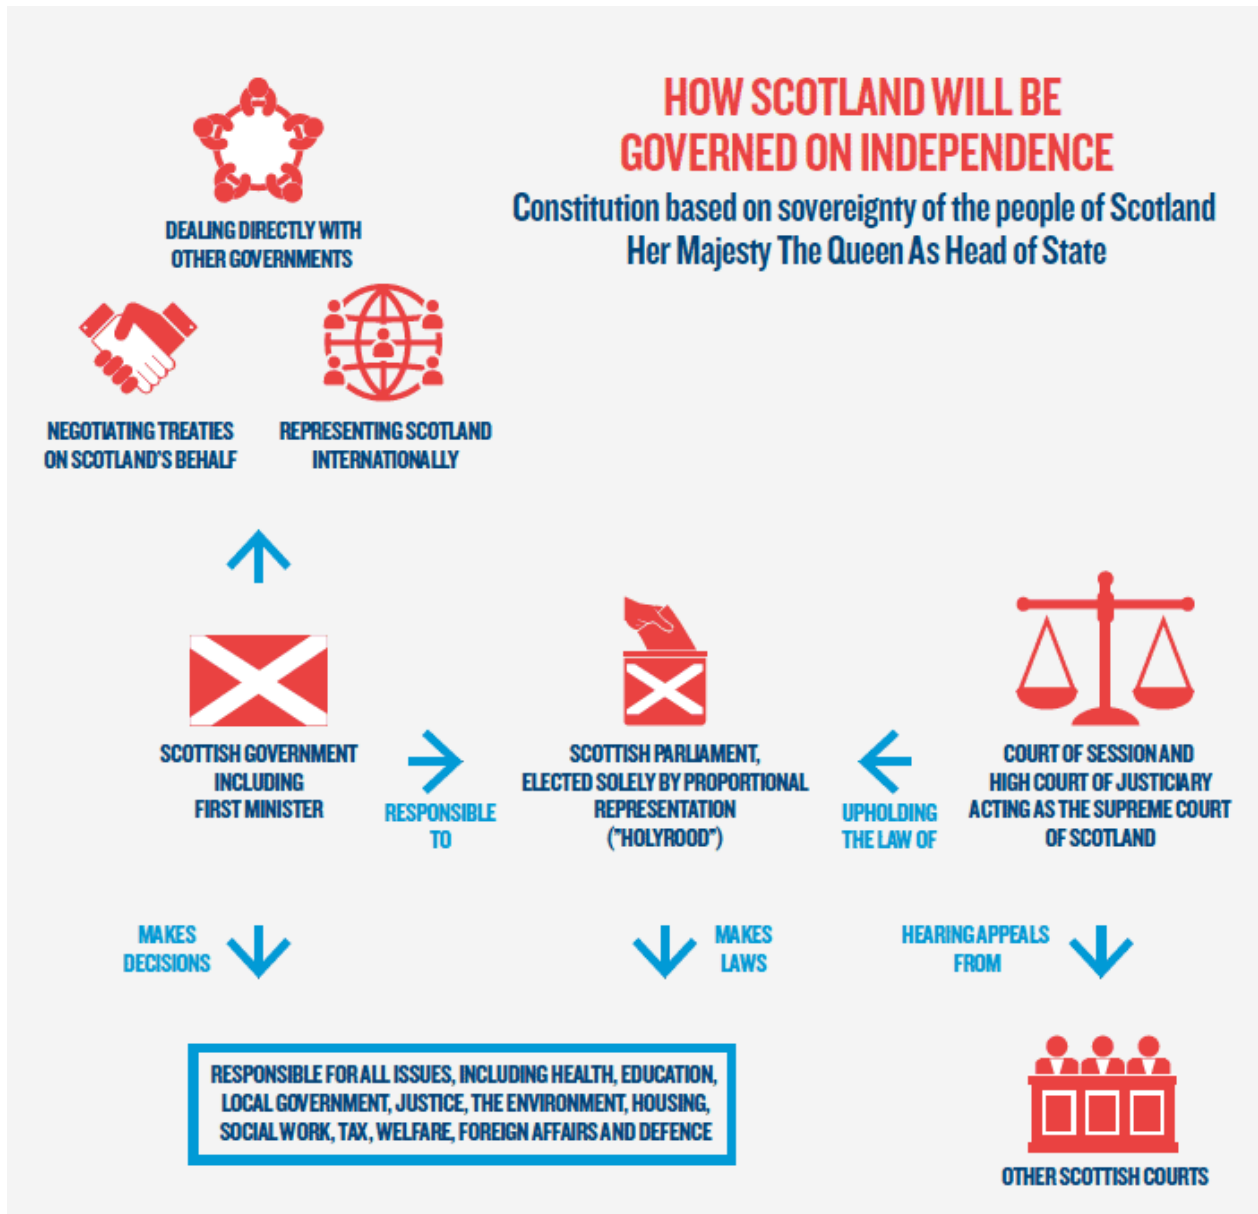 HOW SCOTLAND WILL BE
GOVERNED ON INDEPENDENCE
Constitution based on sovereignty of the people of Scotland
Her Majesty The Queen As Head of State
DEALING DIRECTLY WITH
OTHER GOVERNMENTS
NEGOTIATING TREATIES
ON SCOTLAND'S BEHALF
REPRESENTING SCOTLAND
INTERNATIONALLY
SCOTTISH GOVERNMENT
INCLUDING
FIRST MINISTER
RESPONSIBLE
TO
SCOTTISH PARLIAMENT,
ELECTED SOLELY BY PROPORTIONAL
REPRESENTATION
("HOLYROOD")
UPHOLDING
THE LAW OF
COURT OF SESSION AND
HIGH COURT OF JUSTICIARY
ACTING AS THE SUPREME COURT
OF SCOTLAND
MAKES
DECISIONS
MAKES
LAWS
HEARING APPEALS
FROM
RESPONSIBLE FOR ALL ISSUES, INCLUDING HEALTH, EDUCATION,
LOCAL GOVERNMENT, JUSTICE, THE ENVIRONMENT, HOUSING,
SOCIAL WORK, TAX, WELFARE, FOREIGN AFFAIRS AND DEFENCE
OTHER SCOTTISH COURTS